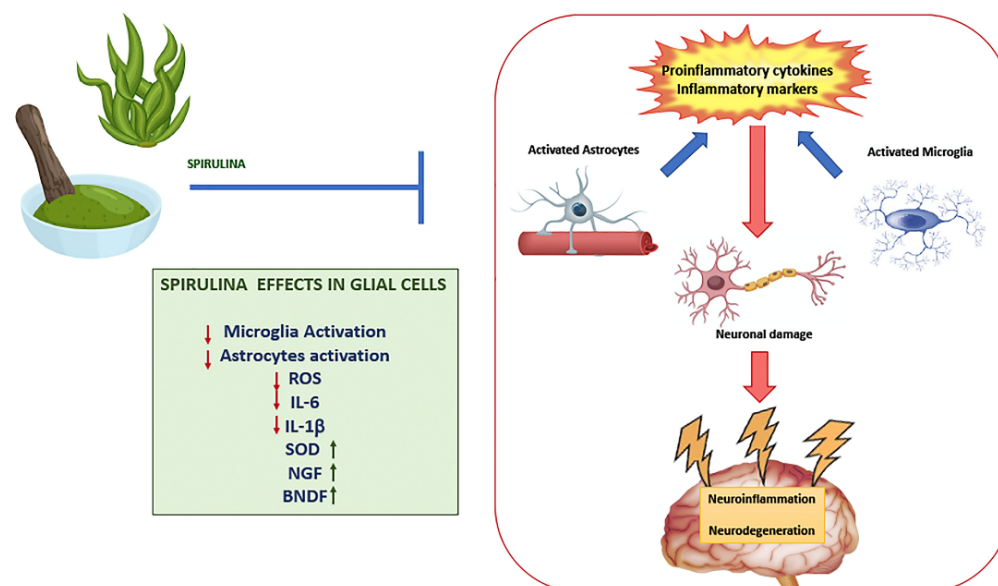 SPIRULINA
SPIRULINA EFFECTS IN GLIAL CELLS
Microglia Activation
Astrocytes activation
ROS
IL-6
IL-1β
SOD
NGF
BNDF
Proinflammatory cytokines
Inflammatory markers
Activated Astrocytes
Activated Microglia
Neuronal damage
Neuroinflammation
Neurodegeneration